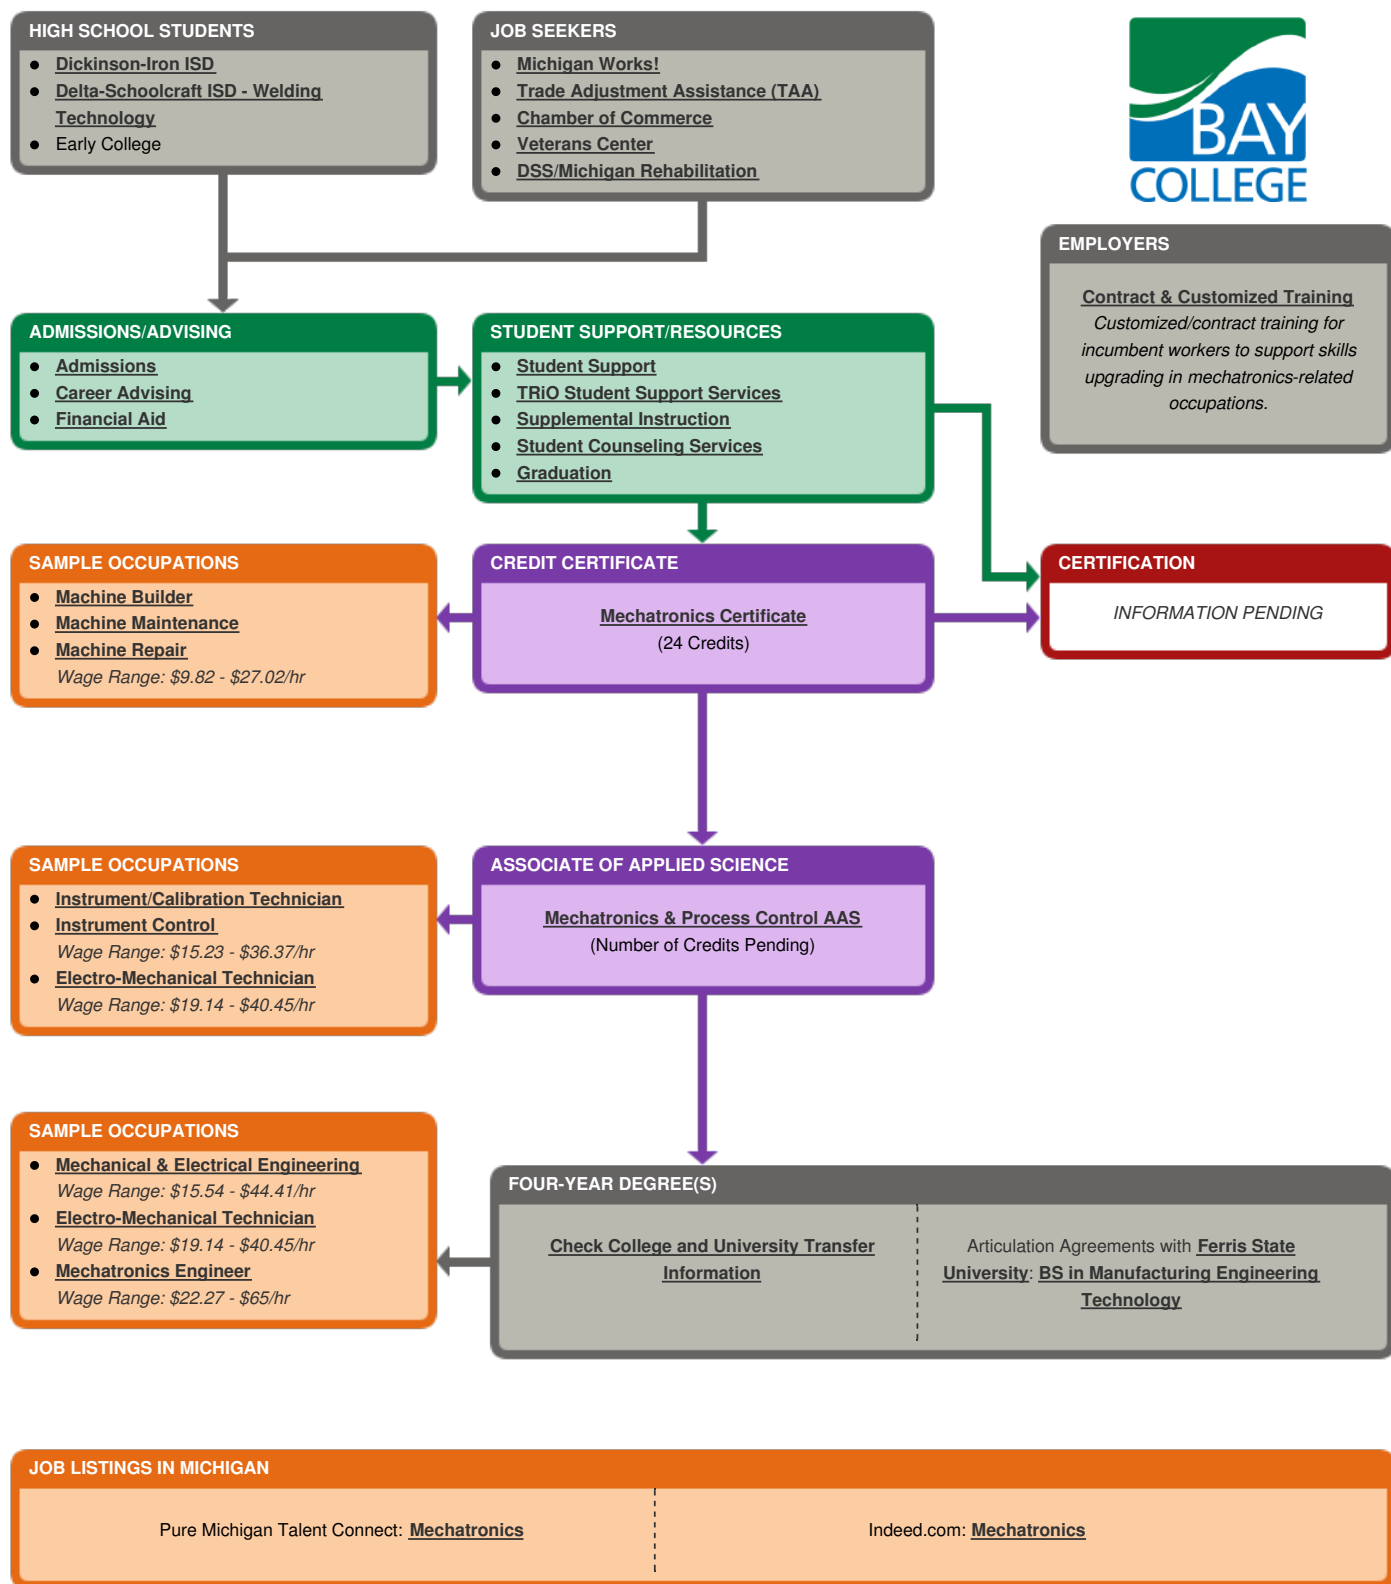 HIGH SCHOOL STUDENTS
Dickinson-Iron ISD
Delta-Schoolcraft ISD - Welding
Technology
Early College
JOB SEEKERS
Michigan Works!
Trade Adjustment Assistance (TAA)
Chamber of Commerce
Veterans Center
DSS/Michigan Rehabilitation
BAY
COLLEGE
EMPLOYERS
Contract & Customized Training
Customized/contract training for
incumbent workers to support skills
upgrading in mechatronics-related
occupations.
ADMISSIONS/ADVISING
Admissions
Career Advising
Financial Aid
STUDENT SUPPORT/RESOURCES
Student Support
TRiO Student Support Services
Supplemental Instruction
Student Counseling Services
Graduation
SAMPLE OCCUPATIONS
Machine Builder
Machine Maintenance
Machine Repair
Wage Range: $9.82 - $27.02/hr
CREDIT CERTIFICATE
Mechatronics Certificate
(24 Credits)
CERTIFICATION
INFORMATION PENDING
SAMPLE OCCUPATIONS
Instrument/Calibration Technician
Instrument Control
Wage Range: $15.23 - $36.37/hr
Electro-Mechanical Technician
Wage Range: $19.14 - $40.45/hr
ASSOCIATE OF APPLIED SCIENCE
Mechatronics & Process Control AAS
(Number of Credits Pending)
SAMPLE OCCUPATIONS
Mechanical & Electrical Engineering
Wage Range: $15.54 - $44.41/hr
Electro-Mechanical Technician
Wage Range: $19.14 - $40.45/hr
Mechatronics Engineer
Wage Range: $22.27 - $65/hr
FOUR-YEAR DEGREE(S)
Check College and University Transfer
Information
Articulation Agreements with Ferris State
University: BS in Manufacturing Engineering
Technology
JOB LISTINGS IN MICHIGAN
Pure Michigan Talent Connect: Mechatronics
Indeed.com: Mechatronics